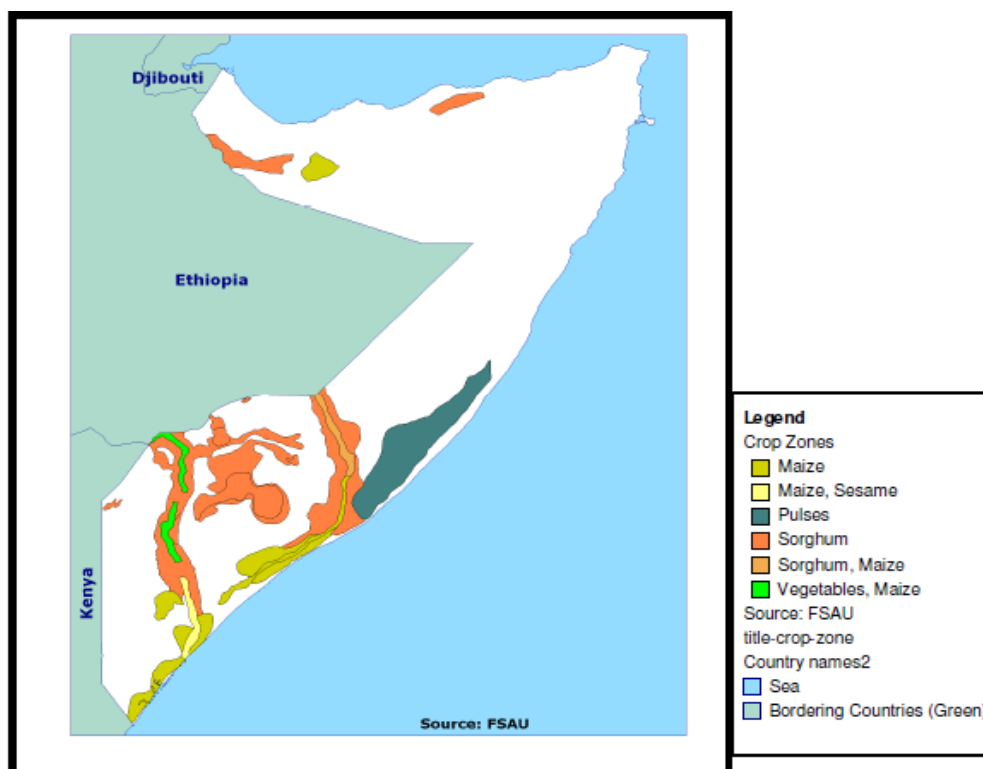 Djibouti
Ethiopia
Kenya
Source: FSAU
Legend
Crop Zones
Maize
Maize, Sesame
Pulses
Sorghum
Sorghum, Maize
Vegetables, Maize
Source: FSAU
title-crop-zone
Country names2
Sea
Bordering Countries (Green)